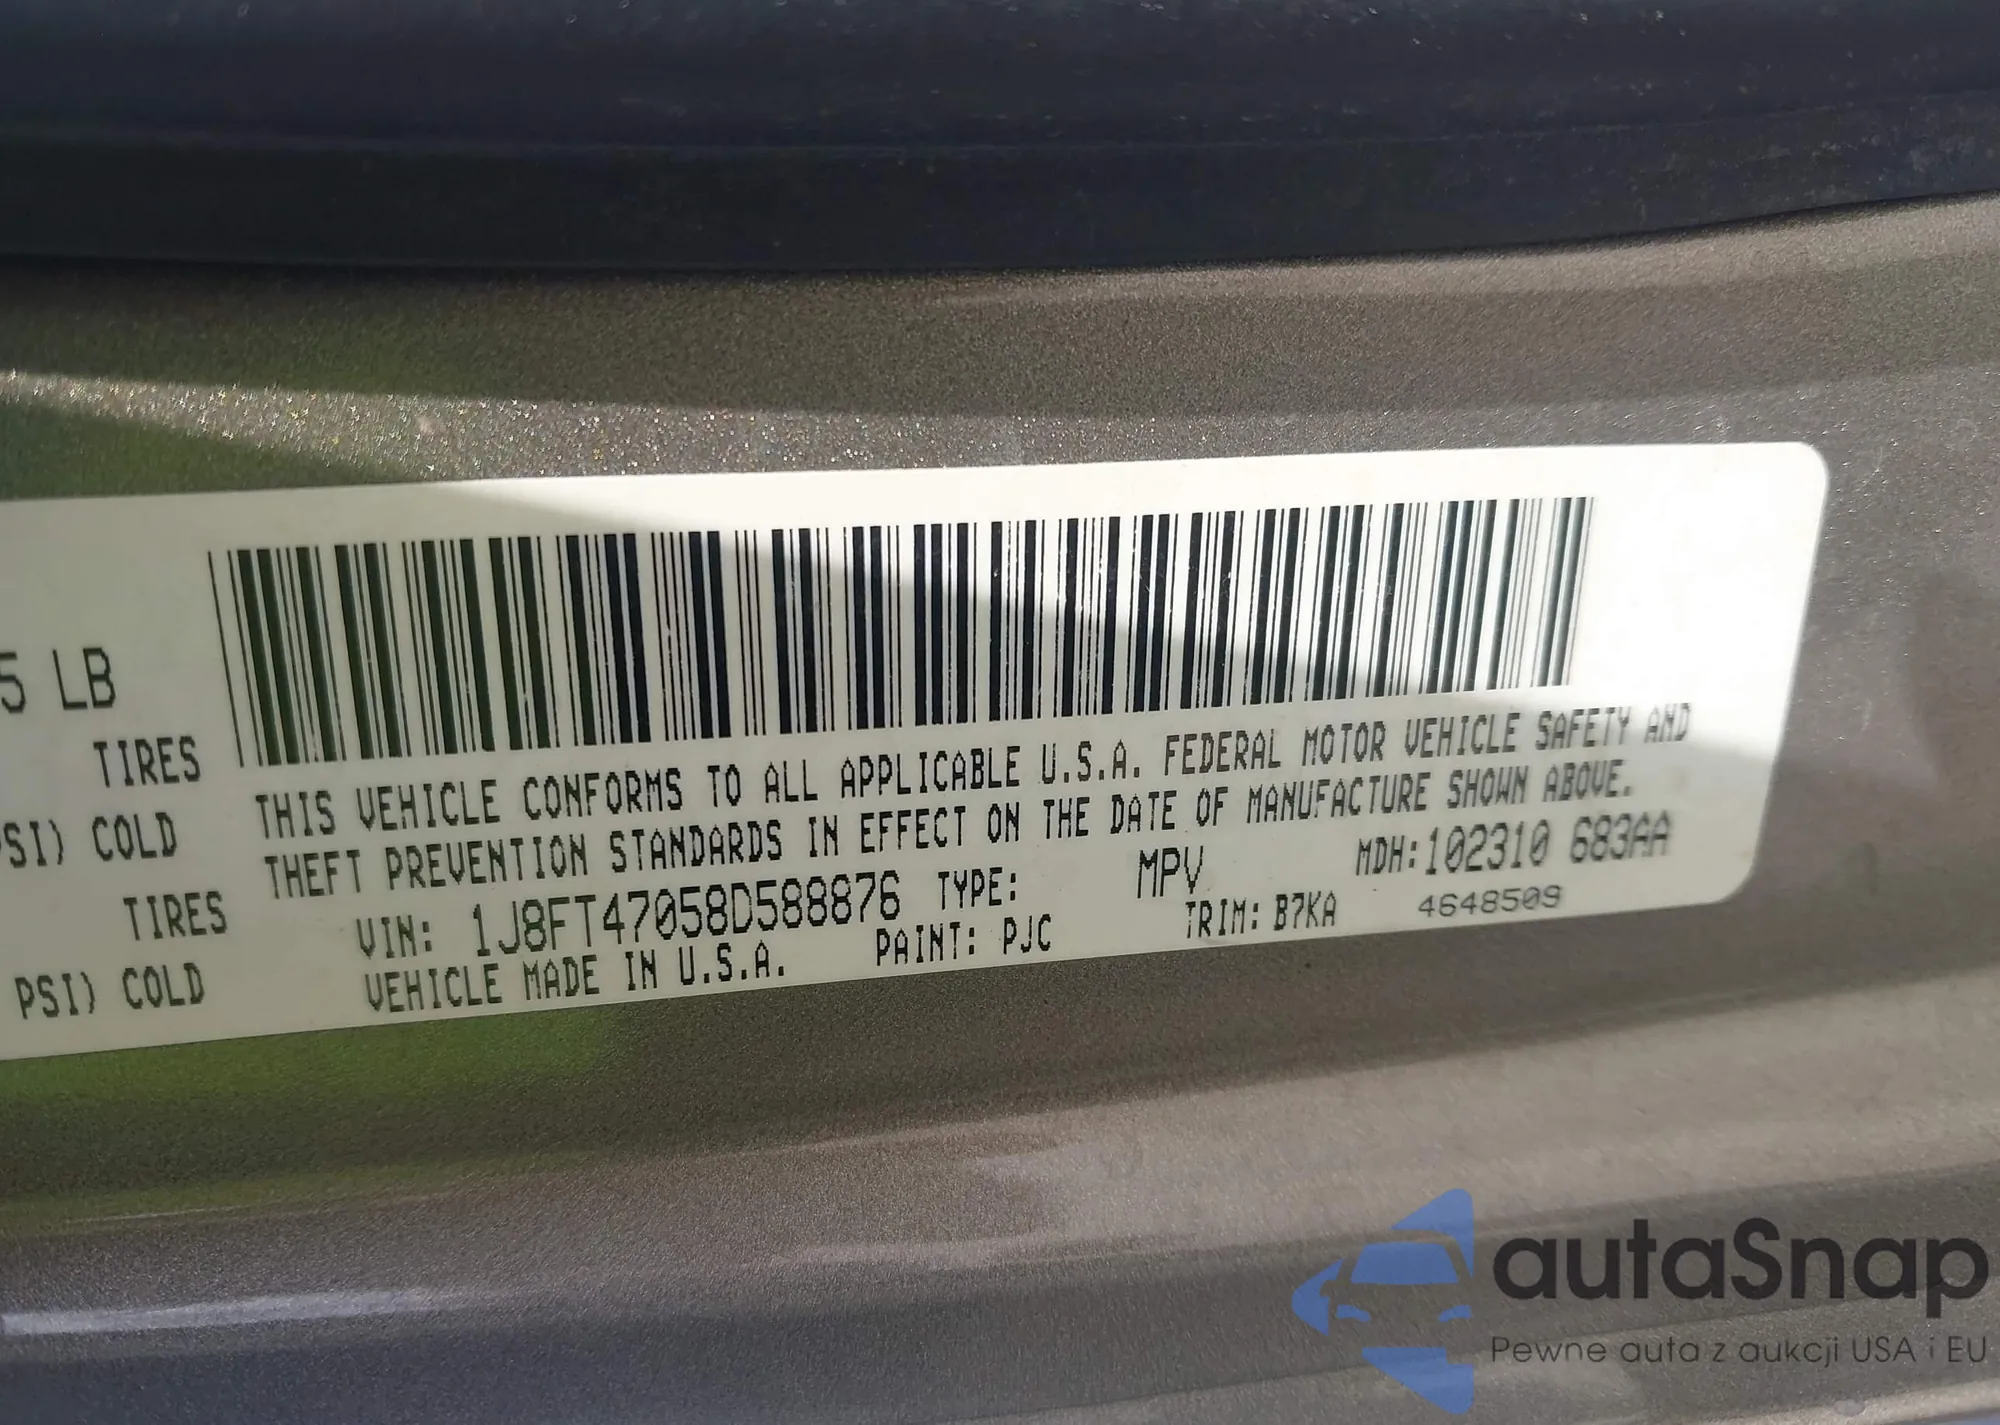 5 LB
TIRES
PSI) COLD
TIRES
PSI) COLD
THIS VEHICLE CONFORMS TO ALL APPLICABLE U.S.A. FEDERAL MOTOR VEHICLE SAFETY AND
THEFT PREVENTION STANDARDS IN EFFECT ON THE DATE OF MANUFACTURE SHOWN ABOVE.
VIN: 1J8FT47058D588876 TYPE: MPV MDH:102310 683AA
VEHICLE MADE IN U.S.A. PAINT: PJC TRIM: B7KA 4648509
autaSnap
Pewne auta z aukcji USA i EU